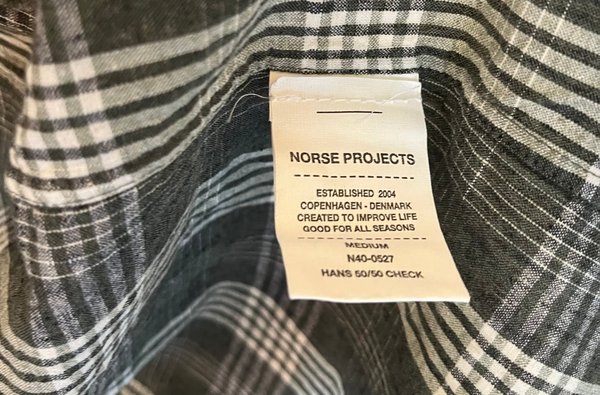 NORSE PROJECTS
ESTABLISHED 2004
COPENHAGEN - DENMARK
CREATED TO IMPROVE LIFE
GOOD FOR ALL SEASONS
MEDIUM
N40-0527
HANS 50/50 CHECK